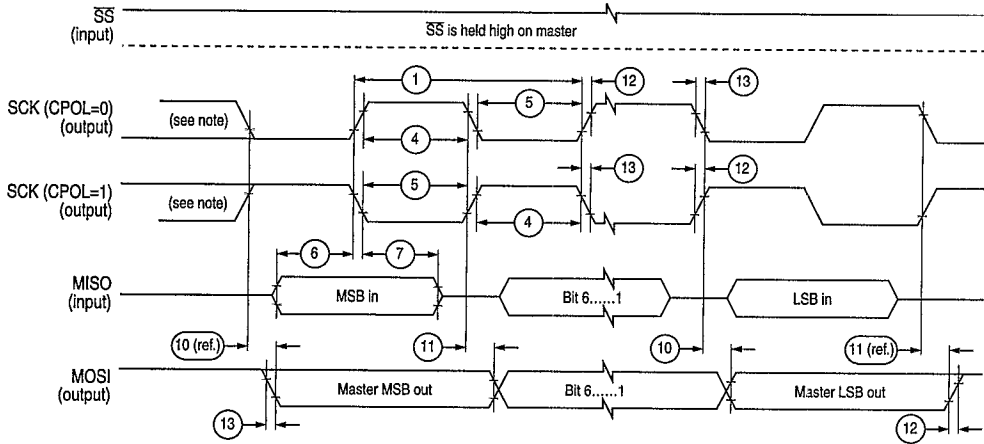 SS
(input)
SS is held high on master
1
12
13
SCK (CPOL=0)
(output)
(see note)
5
4
SCK (CPOL=1)
(output)
(see note)
5
13
12
4
6
7
MISO
(input)
MSB in
Bit 6......1
LSB in
10 (ref.)
11
10
11 (ref.)
MOSI
(output)
Master MSB out
Bit 6......1
Master LSB out
13
12